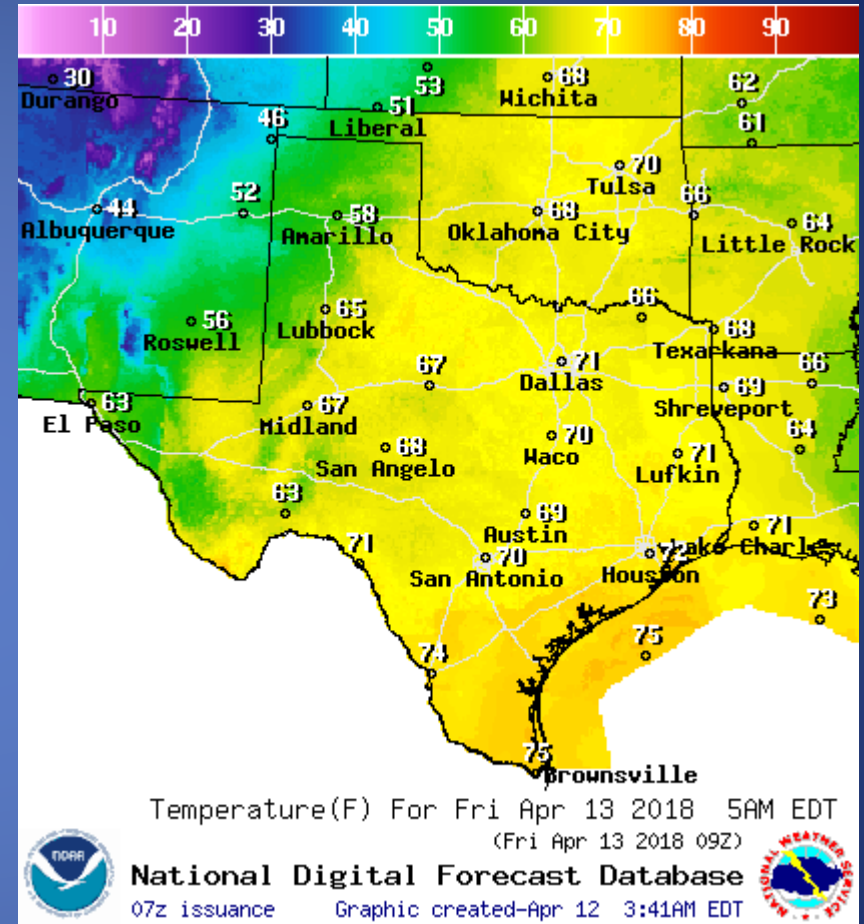 10 20 30 40 50 60 70 80 90
30
Durango
53
68
Wichita
62
51
Liberal
46
61
70
Tulsa
44
Albuquerque
52
58
Amarillo
68
Oklahoma City
66
64
Little Rock
56
Roswell
65
Lubbock
66
68
Texarkana
67
71
Dallas
69
Shreveport
66
63
El Paso
67
Midland
68
San Angelo
70
Waco
71
Lufkin
64
63
69
Austin
71
Lake Charles
71
70
San Antonio
72
Houston
73
75
74
75
Brownsville
Temperature(F) For Fri Apr 13 2018 5AM EDT
(Fri Apr 13 2018 09Z)
National Digital Forecast Database
07z issuance Graphic created-Apr 12 3:41AM EDT
NOAA
NATIONAL WEATHER SERVICE